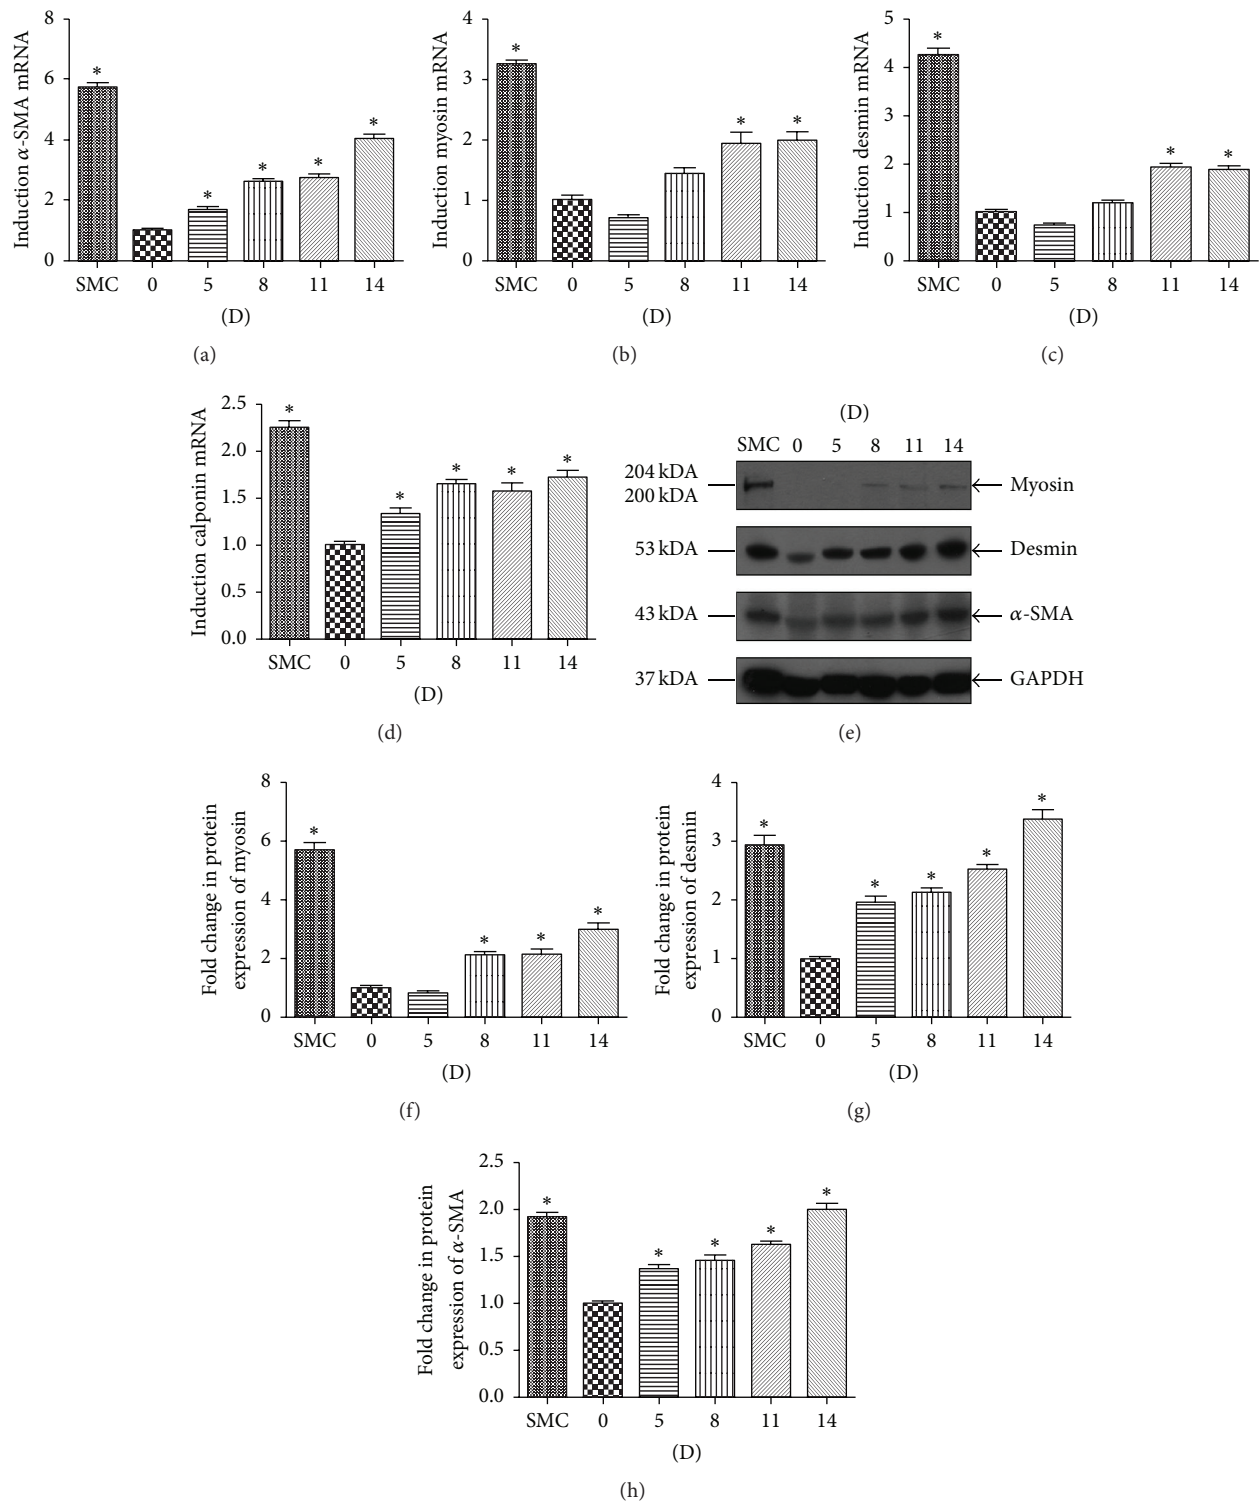 Induction α-SMA mRNA
8
6
4
2
0
* * * * *
SMC 0 5 8 11 14
(D)
(a)
Induction myosin mRNA
4
3
2
1
0
* * *
SMC 0 5 8 11 14
(D)
(b)
Induction desmin mRNA
5
4
3
2
1
0
* * *
SMC 0 5 8 11 14
(D)
(c)
Induction calponin mRNA
2.5
2.0
1.5
1.0
0.5
0.0
* * * * *
SMC 0 5 8 11 14
(D)
(d)
(D)
SMC 0 5 8 11 14
204 kDA
200 kDA
Myosin
53 kDA Desmin
43 kDA α-SMA
37 kDA GAPDH
(e)
Fold change in protein
expression of myosin
8
6
4
2
0
* * * *
SMC 0 5 8 11 14
(D)
(f)
Fold change in protein
expression of desmin
4
3
2
1
0
* * * * *
SMC 0 5 8 11 14
(D)
(g)
Fold change in protein
expression of α-SMA
2.5
2.0
1.5
1.0
0.5
0.0
* * * * *
SMC 0 5 8 11 14
(D)
(h)